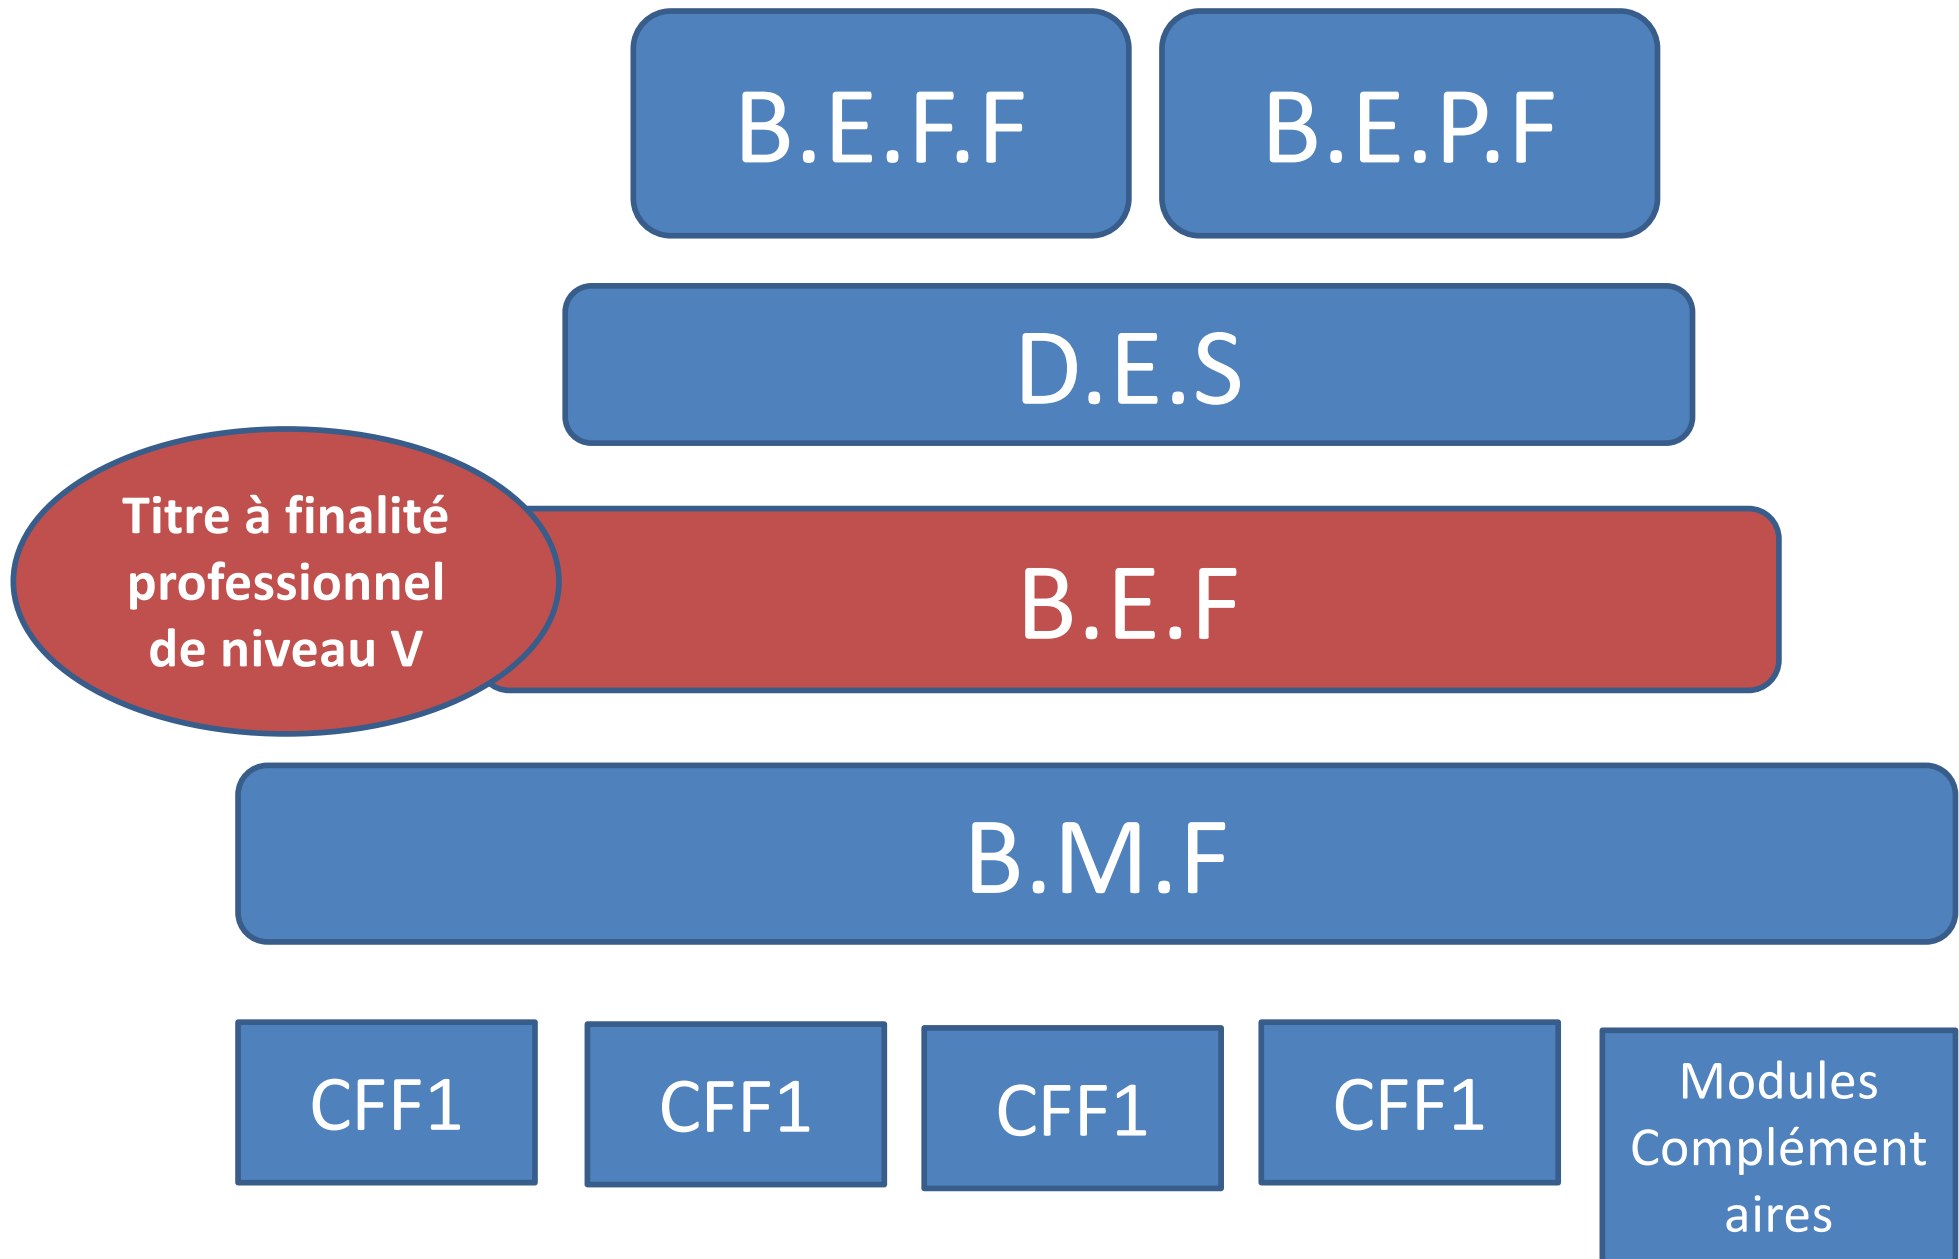 B.E.F.F
B.E.P.F
D.E.S
Titre à finalité
professionnel
de niveau V
B.E.F
B.M.F
CFF1
CFF1
CFF1
CFF1
Modules
Complément
aires